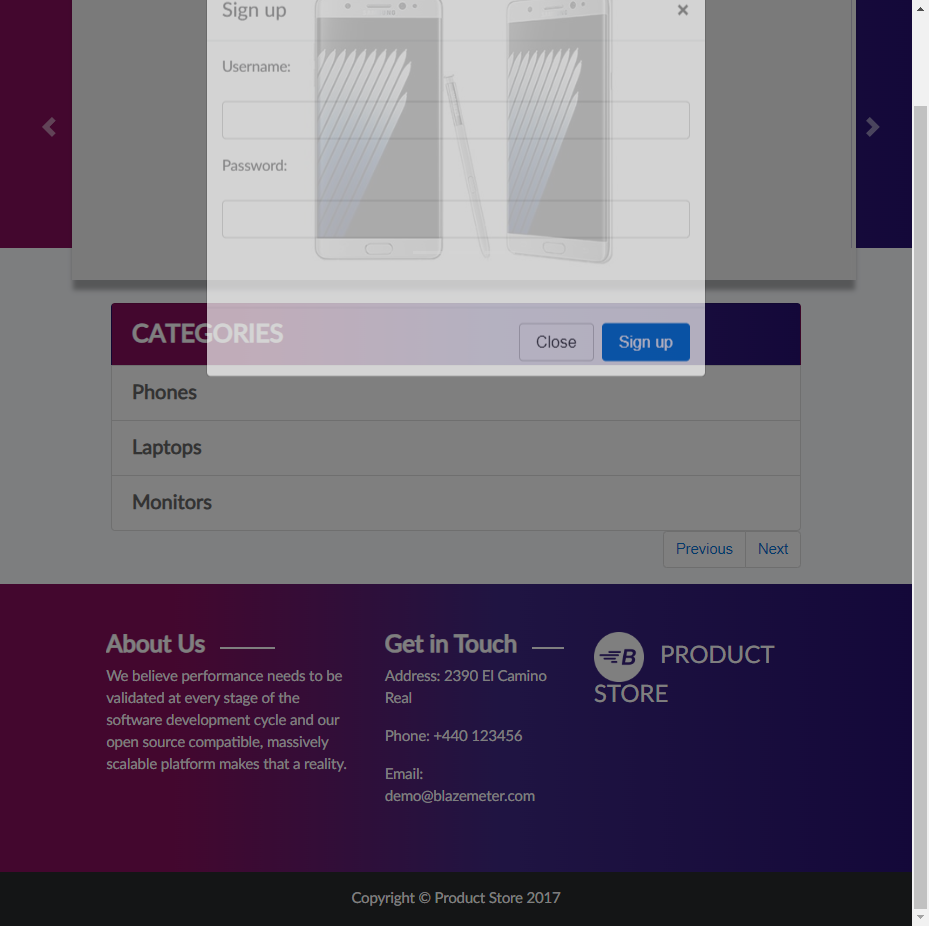 Sign up ×
Username:
Password:
CATEGORIES
Close Sign up
Phones
Laptops
Monitors
Previous Next
About Us
We believe performance needs to be
validated at every stage of the
software development cycle and our
open source compatible, massively
scalable platform makes that a reality.
Get in Touch
Address: 2390 El Camino
Real
Phone: +440 123456
Email:
demo@blazemeter.com
B PRODUCT
STORE
Copyright © Product Store 2017